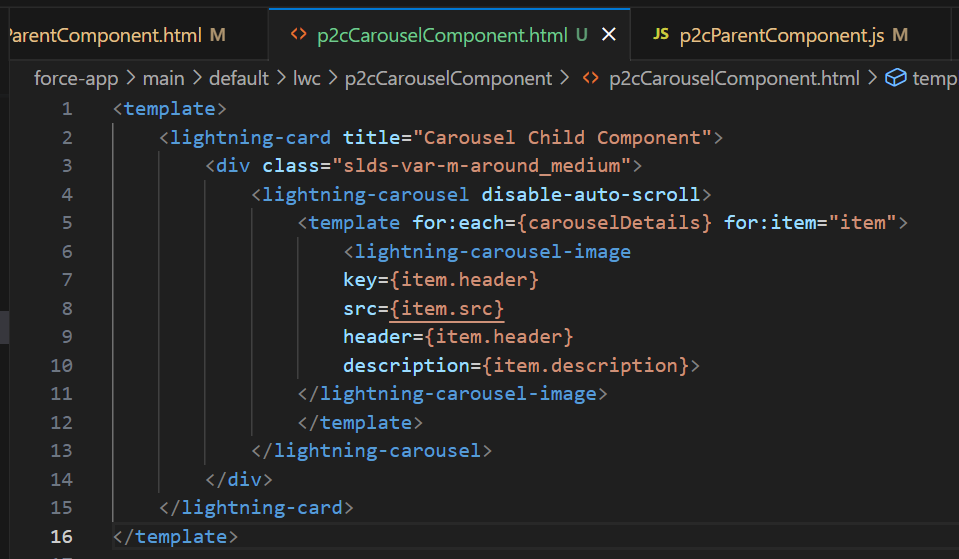 ParentComponent.html M <> p2cCarouselComponent.html U × JS p2cParentComponent.js M
force-app > main > default > lwc > p2cCarouselComponent > <> p2cCarouselComponent.html > temp
1 <template>
2 <lightning-card title="Carousel Child Component">
3 <div class="slds-var-m-around_medium">
4 <lightning-carousel disable-auto-scroll>
5 <template for:each={carouselDetails} for:item="item">
6 <lightning-carousel-image
7 key={item.header}
8 src={item.src}
9 header={item.header}
10 description={item.description}>
11 </lightning-carousel-image>
12 </template>
13 </lightning-carousel>
14 </div>
15 </lightning-card>
16 </template>